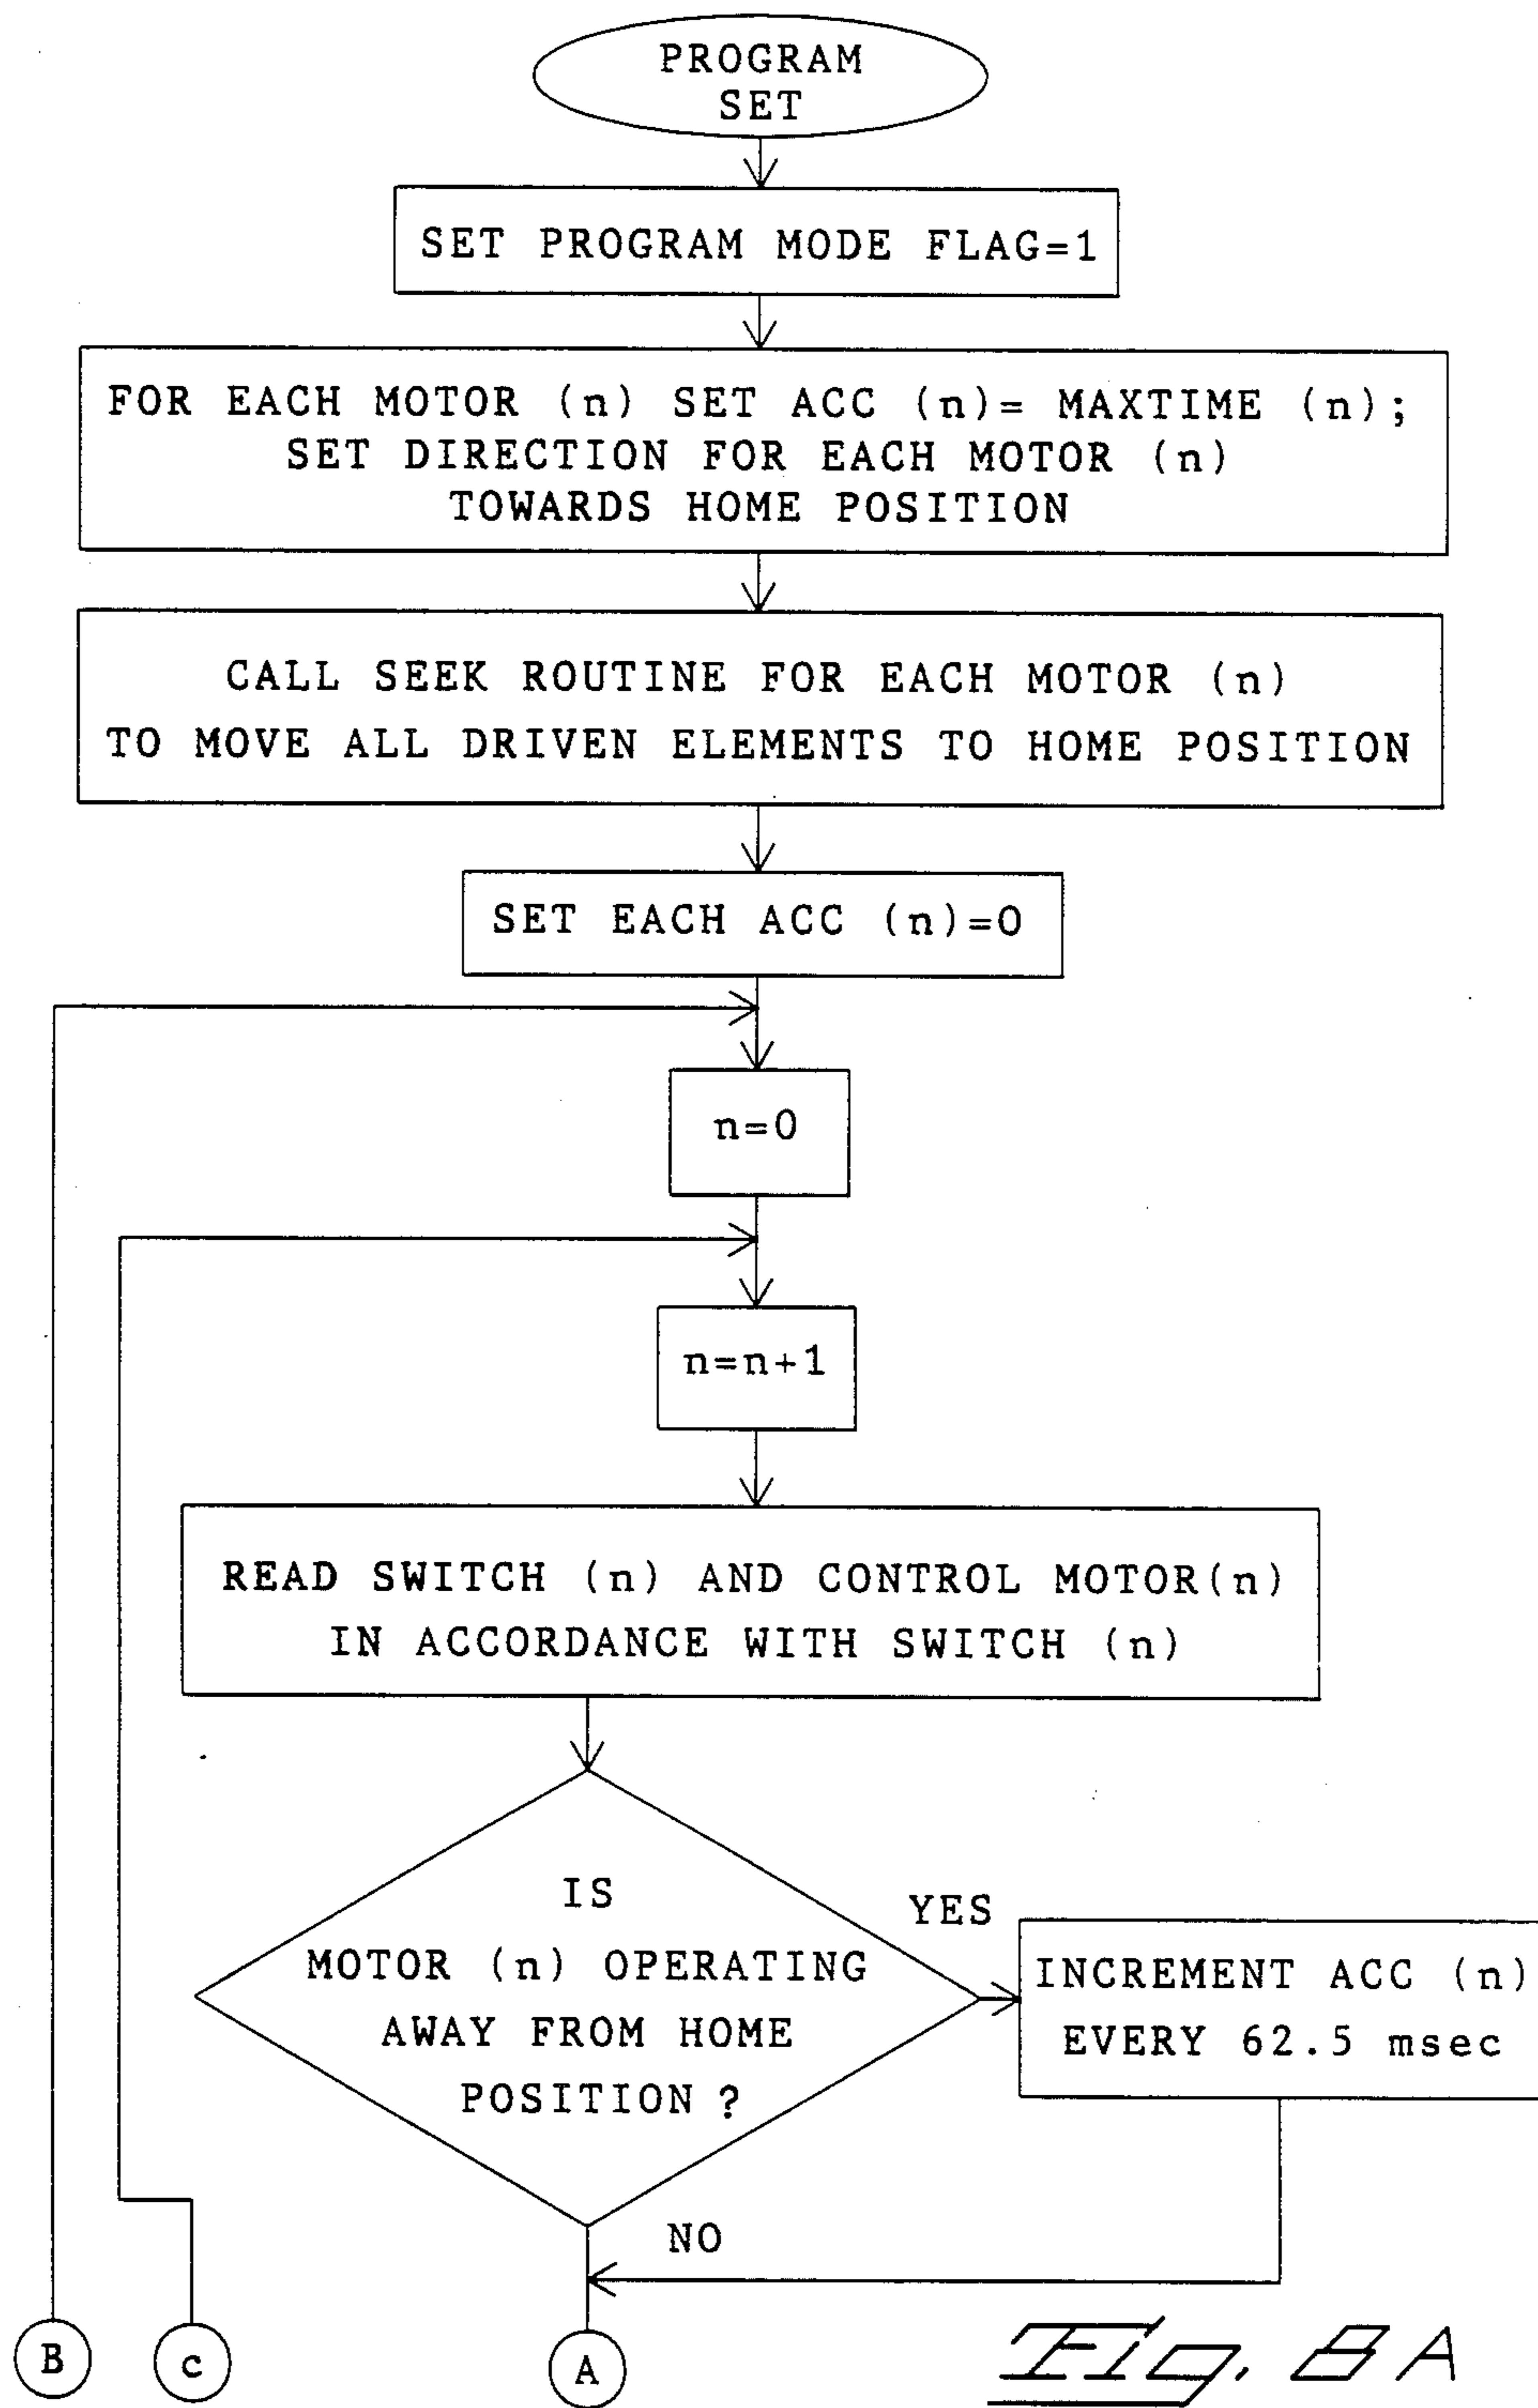 PROGRAM
SET
SET PROGRAM MODE FLAG=1
FOR EACH MOTOR (n) SET ACC (n)= MAXTIME (n);
SET DIRECTION FOR EACH MOTOR (n)
TOWARDS HOME POSITION
CALL SEEK ROUTINE FOR EACH MOTOR (n)
TO MOVE ALL DRIVEN ELEMENTS TO HOME POSITION
SET EACH ACC (n)=0
n=0
n=n+1
READ SWITCH (n) AND CONTROL MOTOR(n)
IN ACCORDANCE WITH SWITCH (n)
IS
MOTOR (n) OPERATING
AWAY FROM HOME
POSITION ?
YES
INCREMENT ACC (n)
EVERY 62.5 msec
NO
B
c
A
Fig. 8A